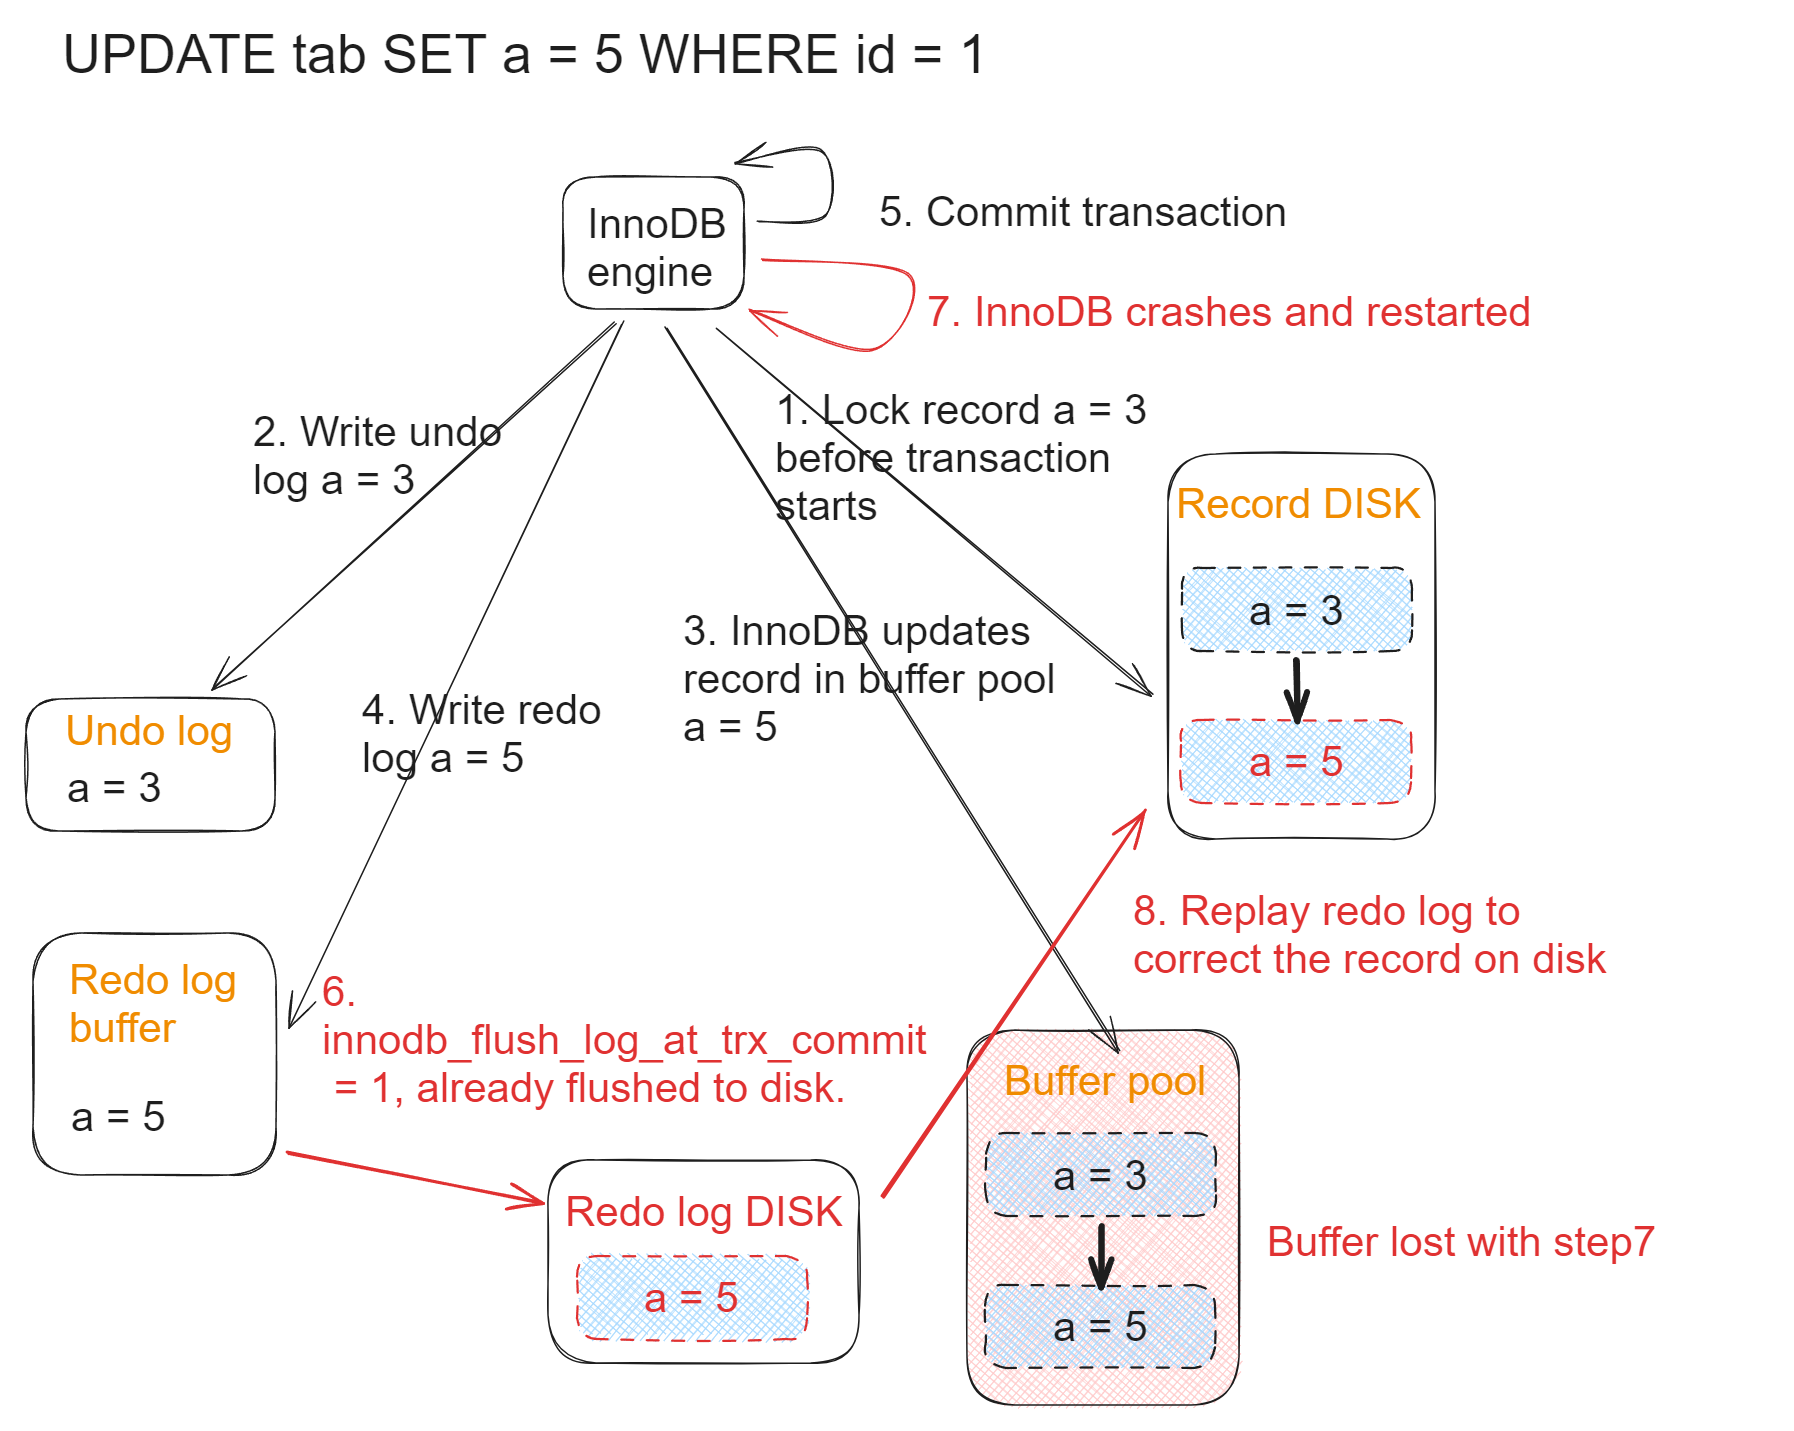 UPDATE tab SET a = 5 WHERE id = 1
InnoDB
engine
5. Commit transaction
7. InnoDB crashes and restarted
1. Lock record a = 3
before transaction
starts
2. Write undo
log a = 3
Record DISK
a = 3
a = 5
3. InnoDB updates
record in buffer pool
a = 5
4. Write redo
log a = 5
Undo log
a = 3
8. Replay redo log to
correct the record on disk
Redo log
buffer
a = 5
6.
innodb_flush_log_at_trx_commit
= 1, already flushed to disk.
Buffer pool
a = 3
a = 5
Redo log DISK
a = 5
Buffer lost with step7